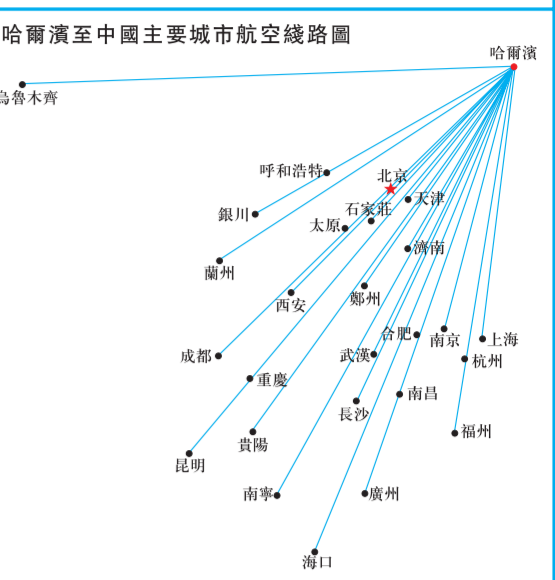 哈爾濱至中國主要城市航空綫路圖
哈爾濱
烏魯木齊
呼和浩特
北京
天津
銀川
石家莊
太原
濟南
蘭州
西安
鄭州
合肥
南京
上海
成都
武漢
杭州
重慶
長沙
南昌
貴陽
福州
昆明
南寧
廣州
海口